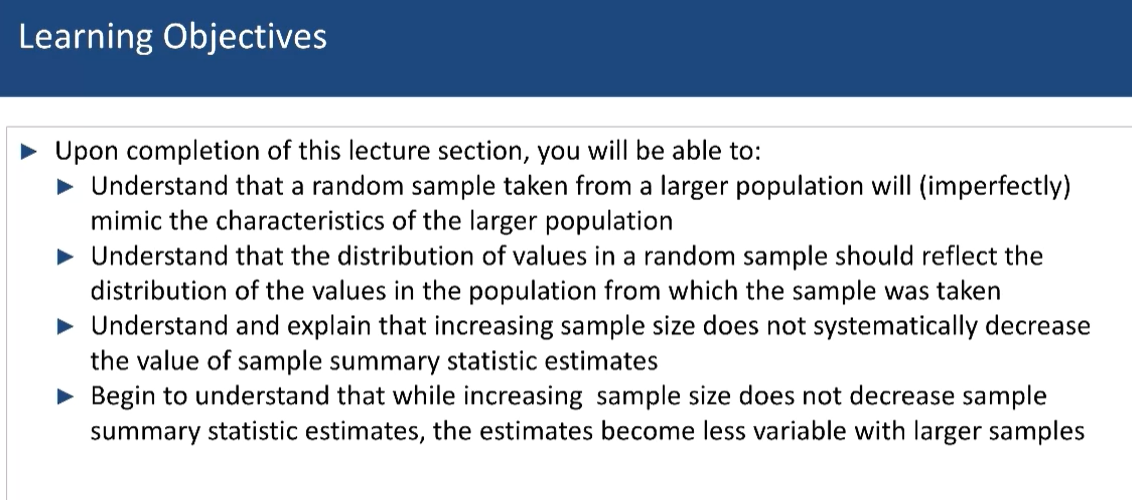 Learning Objectives
► Upon completion of this lecture section, you will be able to:
► Understand that a random sample taken from a larger population will (imperfectly)
mimic the characteristics of the larger population
► Understand that the distribution of values in a random sample should reflect the
distribution of the values in the population from which the sample was taken
► Understand and explain that increasing sample size does not systematically decrease
the value of sample summary statistic estimates
► Begin to understand that while increasing  sample size does not decrease sample
summary statistic estimates, the estimates become less variable with larger samples